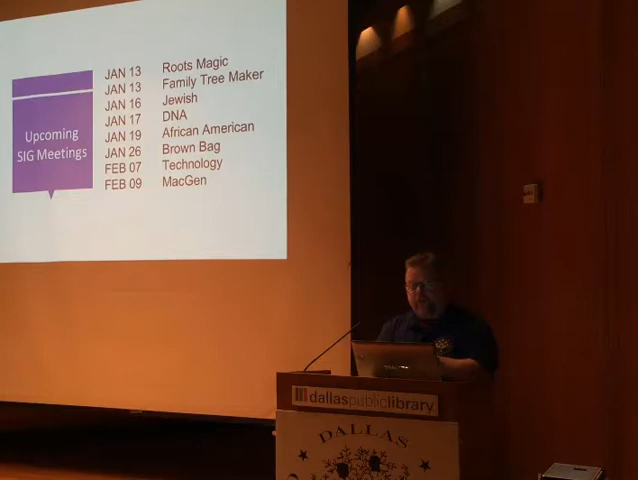 Upcoming
SIG Meetings
JAN 13 Roots Magic
JAN 13 Family Tree Maker
JAN 16 Jewish
JAN 17 DNA
JAN 19 African American
JAN 26 Brown Bag
FEB 07 Technology
FEB 09 MacGen
dallaspubliclibrary
DALLAS